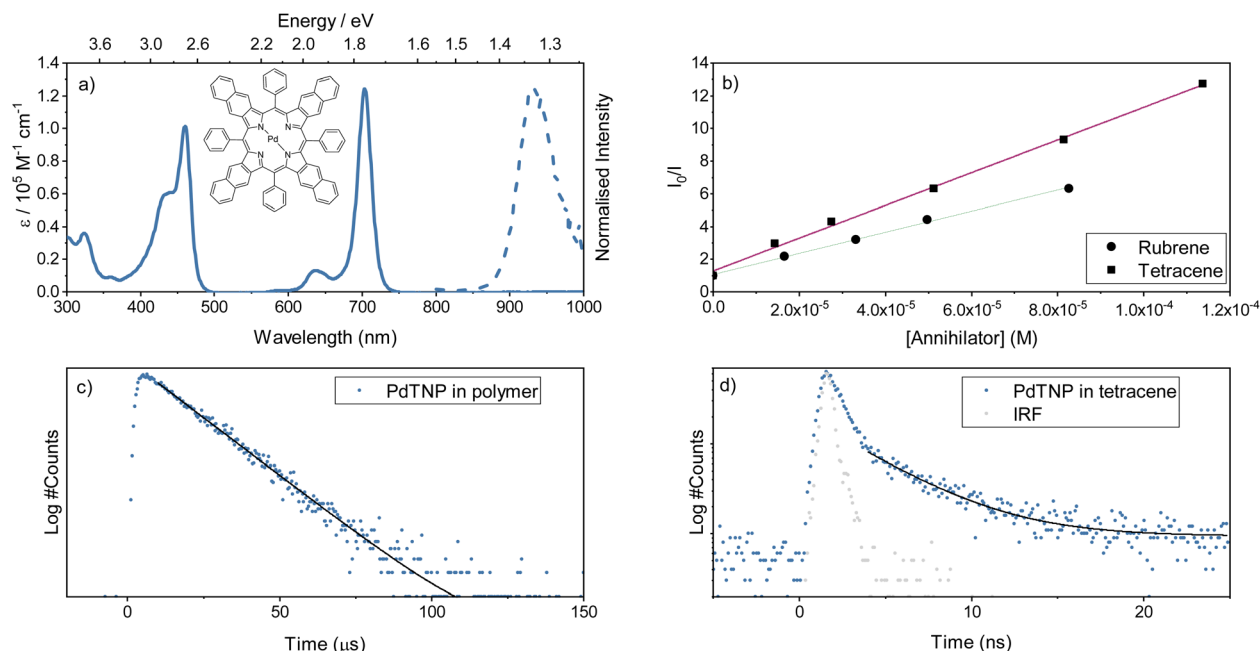 Energy / eV
3.6 3.0 2.6 2.2 2.0 1.8 1.6 1.5 1.4 1.3
a)
ε / 10⁵ M⁻¹ cm⁻¹
1.4
1.2
1.0
0.8
0.6
0.4
0.2
0.0
N N Pd N N
Normalised Intensity
300 400 500 600 700 800 900 1000
Wavelength (nm)
b)
I₀/I
14
12
10
8
6
4
2
0
Rubrene
Tetracene
0 2.0x10⁻⁵ 4.0x10⁻⁵ 6.0x10⁻⁵ 8.0x10⁻⁵ 1.0x10⁻⁴ 1.2x10⁻⁴
[Annihilator] (M)
c)
PdTNP in polymer
Log #Counts
0 50 100 150
Time (μs)
d)
PdTNP in tetracene
IRF
Log #Counts
0 10 20
Time (ns)